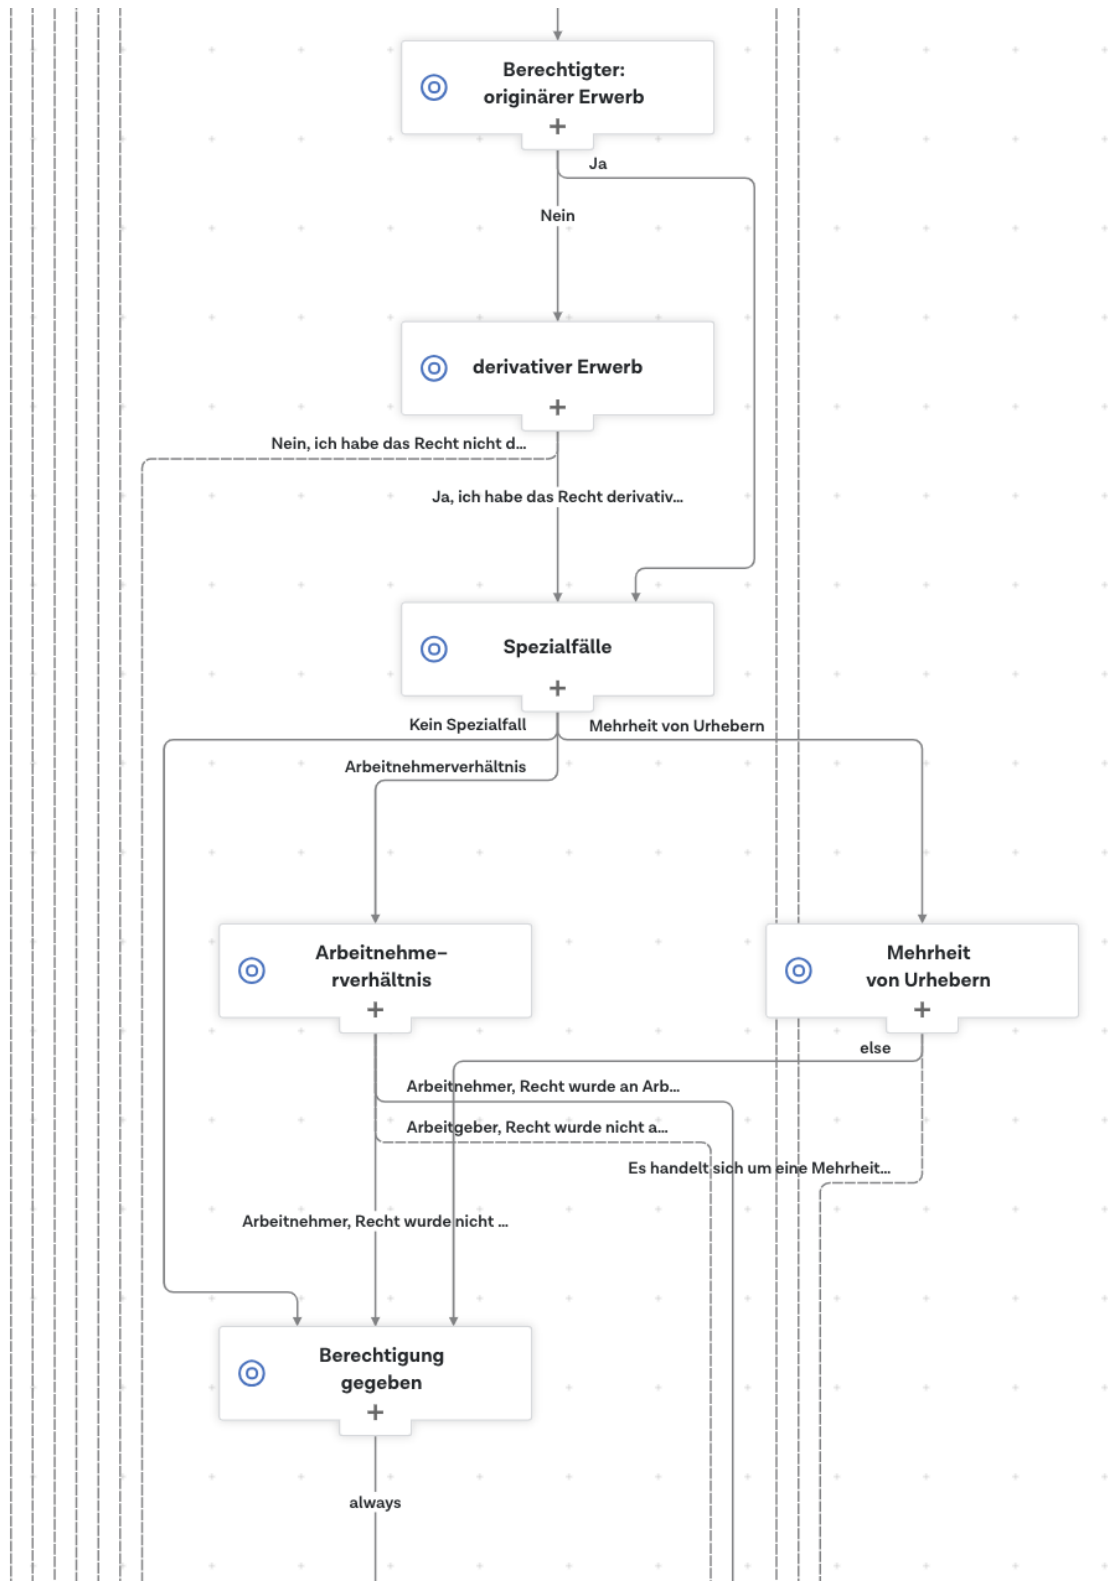 Berechtigter:
originärer Erwerb
Ja
Nein
derivativer Erwerb
Nein, ich habe das Recht nicht d...
Ja, ich habe das Recht derivativ...
Spezialfälle
Kein Spezialfall
Mehrheit von Urhebern
Arbeitnehmerverhältnis
Arbeitnehme-
rverhältnis
Mehrheit
von Urhebern
else
Arbeitnehmer, Recht wurde an Arb...
Arbeitgeber, Recht wurde nicht a...
Es handelt sich um eine Mehrheit...
Arbeitnehmer, Recht wurde nicht ...
Berechtigung
gegeben
always